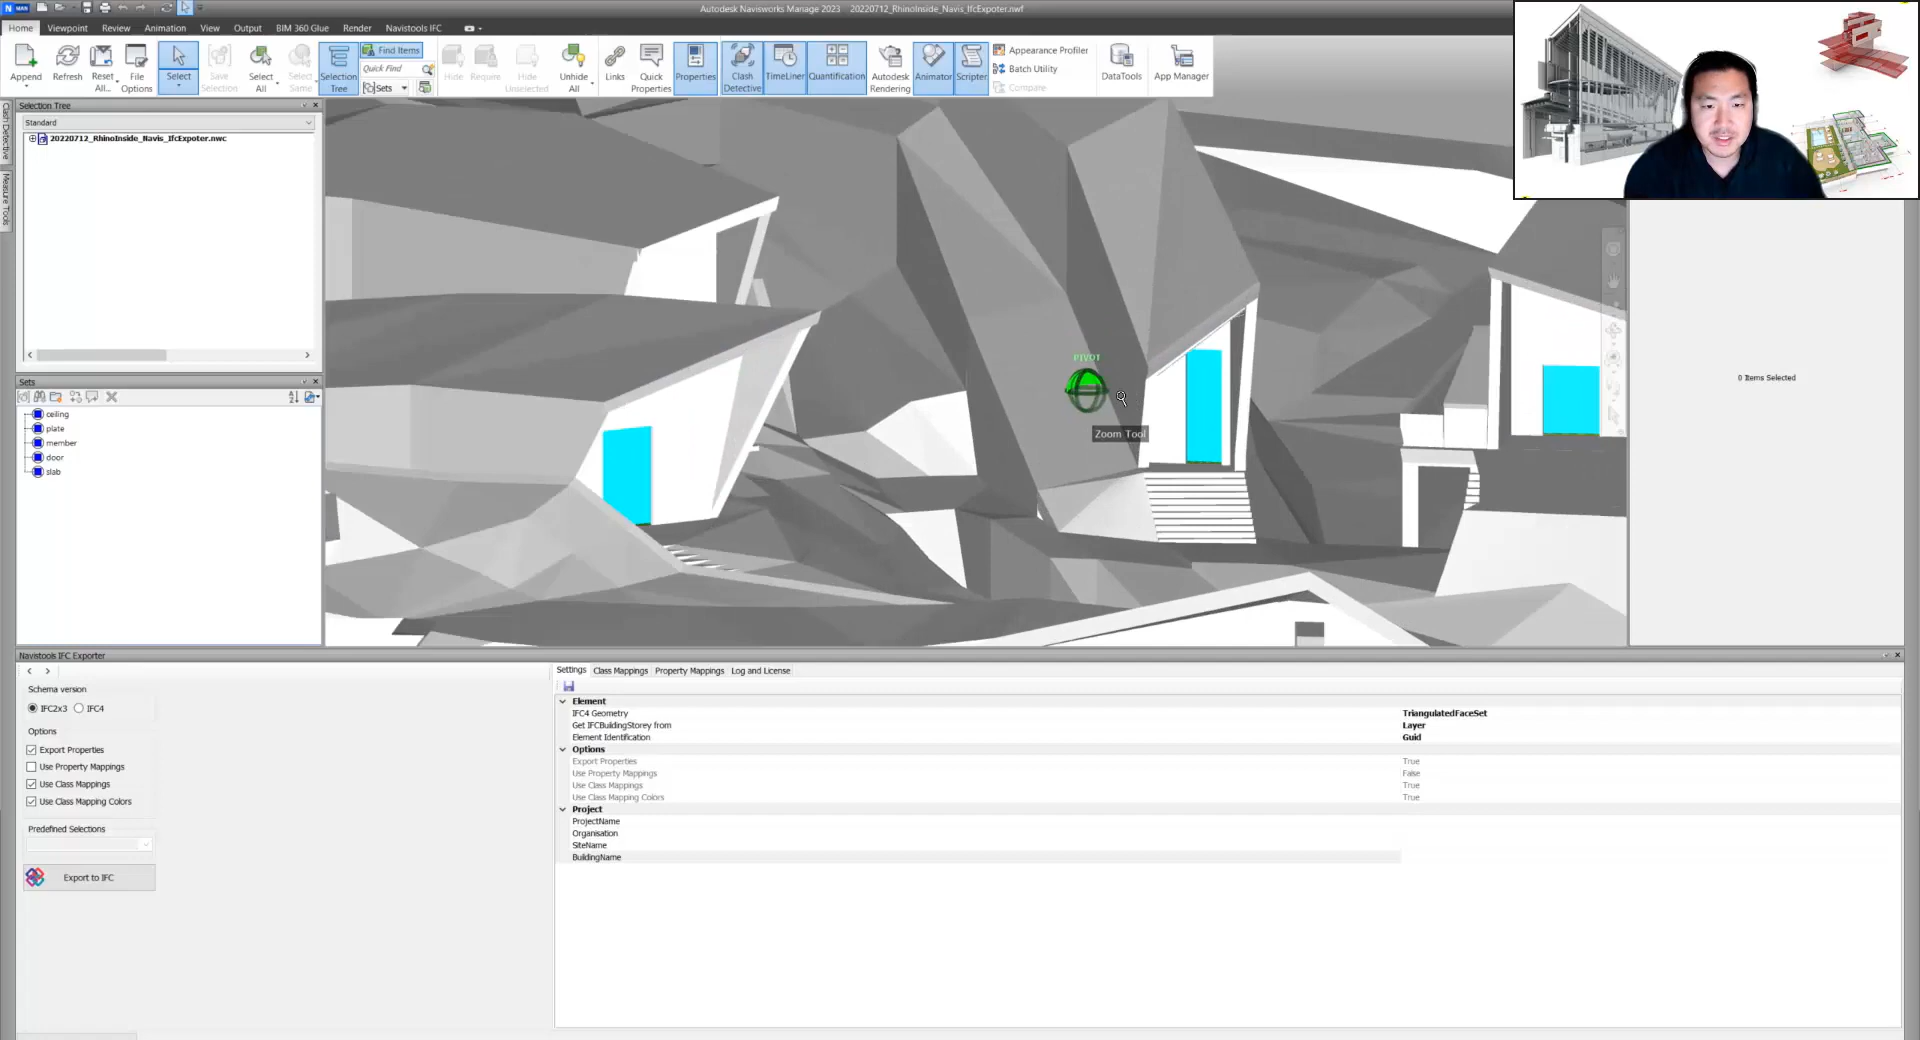 N MAN
Autodesk Navisworks Manage 2023 20220712_RhinoInside_Navis_IfcExpoter.nwf
Home Viewpoint Review Animation View Output BIM 360 Glue Render Navistools IFC
Append
Refresh
Reset All...
File Options
Select
Save Selection
Select All
Select Same
Selection Tree
Find Items
Quick Find
Sets
Hide
Require
Hide Unselected
Unhide All
Links
Quick Properties
Properties
Clash Detective
TimeLiner
Quantification
Autodesk Rendering
Animator
Scripter
Appearance Profiler
Batch Utility
Compare
DataTools
App Manager
Clash Detective
Measure Tools
Selection Tree
Standard
20220712_RhinoInside_Navis_IfcExpoter.nwc
Sets
ceiling
plate
member
door
slab
PIVOT
Zoom Tool
0 Items Selected
Navistools IFC Exporter
Schema version
IFC2x3 IFC4
Options
Export Properties
Use Property Mappings
Use Class Mappings
Use Class Mapping Colors
Predefined Selections
Export to IFC
Settings Class Mappings Property Mappings Log and License
Element
IFC4 Geometry TriangulatedFaceSet
Get IFCBuildingStorey from Layer
Element Identification Guid
Options
Export Properties True
Use Property Mappings False
Use Class Mappings True
Use Class Mapping Colors True
Project
ProjectName
Organisation
SiteName
BuildingName